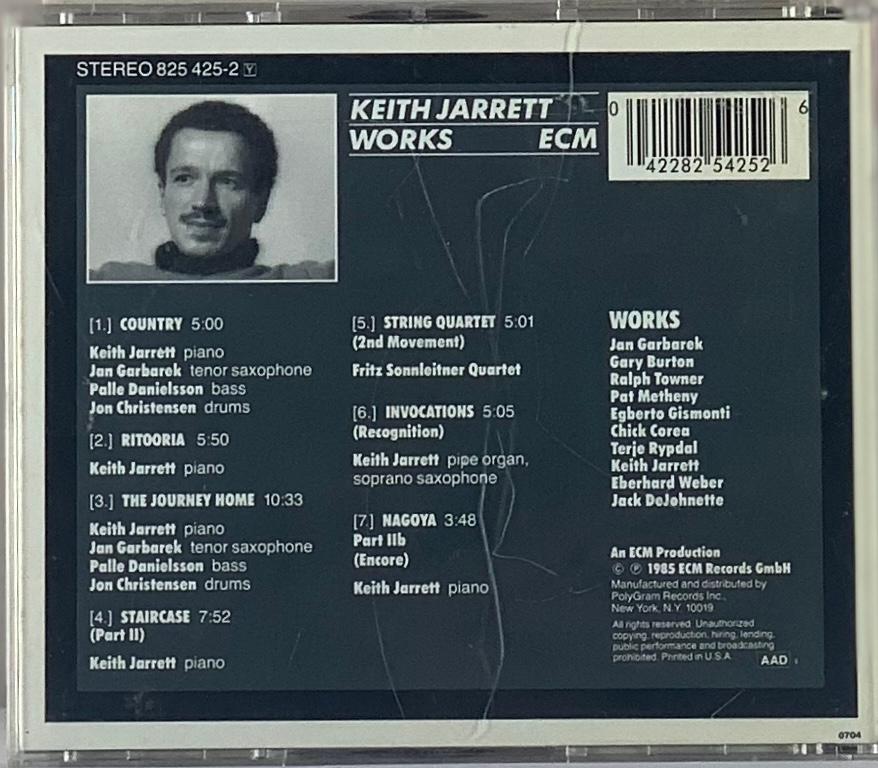 STEREO 825 425-2 Y
KEITH JARRETT
WORKS ECM
0 42282 54252 6
[1.] COUNTRY 5:00
Keith Jarrett piano
Jan Garbarek tenor saxophone
Palle Danielsson bass
Jon Christensen drums
[2.] RITOORIA 5:50
Keith Jarrett piano
[3.] THE JOURNEY HOME 10:33
Keith Jarrett piano
Jan Garbarek tenor saxophone
Palle Danielsson bass
Jon Christensen drums
[4.] STAIRCASE 7:52
(Part II)
Keith Jarrett piano
[5.] STRING QUARTET 5:01
(2nd Movement)
Fritz Sonnleitner Quartet
[6.] INVOCATIONS 5:05
(Recognition)
Keith Jarrett pipe organ,
soprano saxophone
[7.] NAGOYA 3:48
Part IIb
(Encore)
Keith Jarrett piano
WORKS
Jan Garbarek
Gary Burton
Ralph Towner
Pat Metheny
Egberto Gismonti
Chick Corea
Terje Rypdal
Keith Jarrett
Eberhard Weber
Jack DeJohnette
An ECM Production
© ℗ 1985 ECM Records GmbH
Manufactured and distributed by
PolyGram Records Inc.,
New York, N.Y. 10019
All rights reserved. Unauthorized
copying, reproduction, hiring, lending,
public performance and broadcasting
prohibited. Printed in U.S.A.
AAD
0704